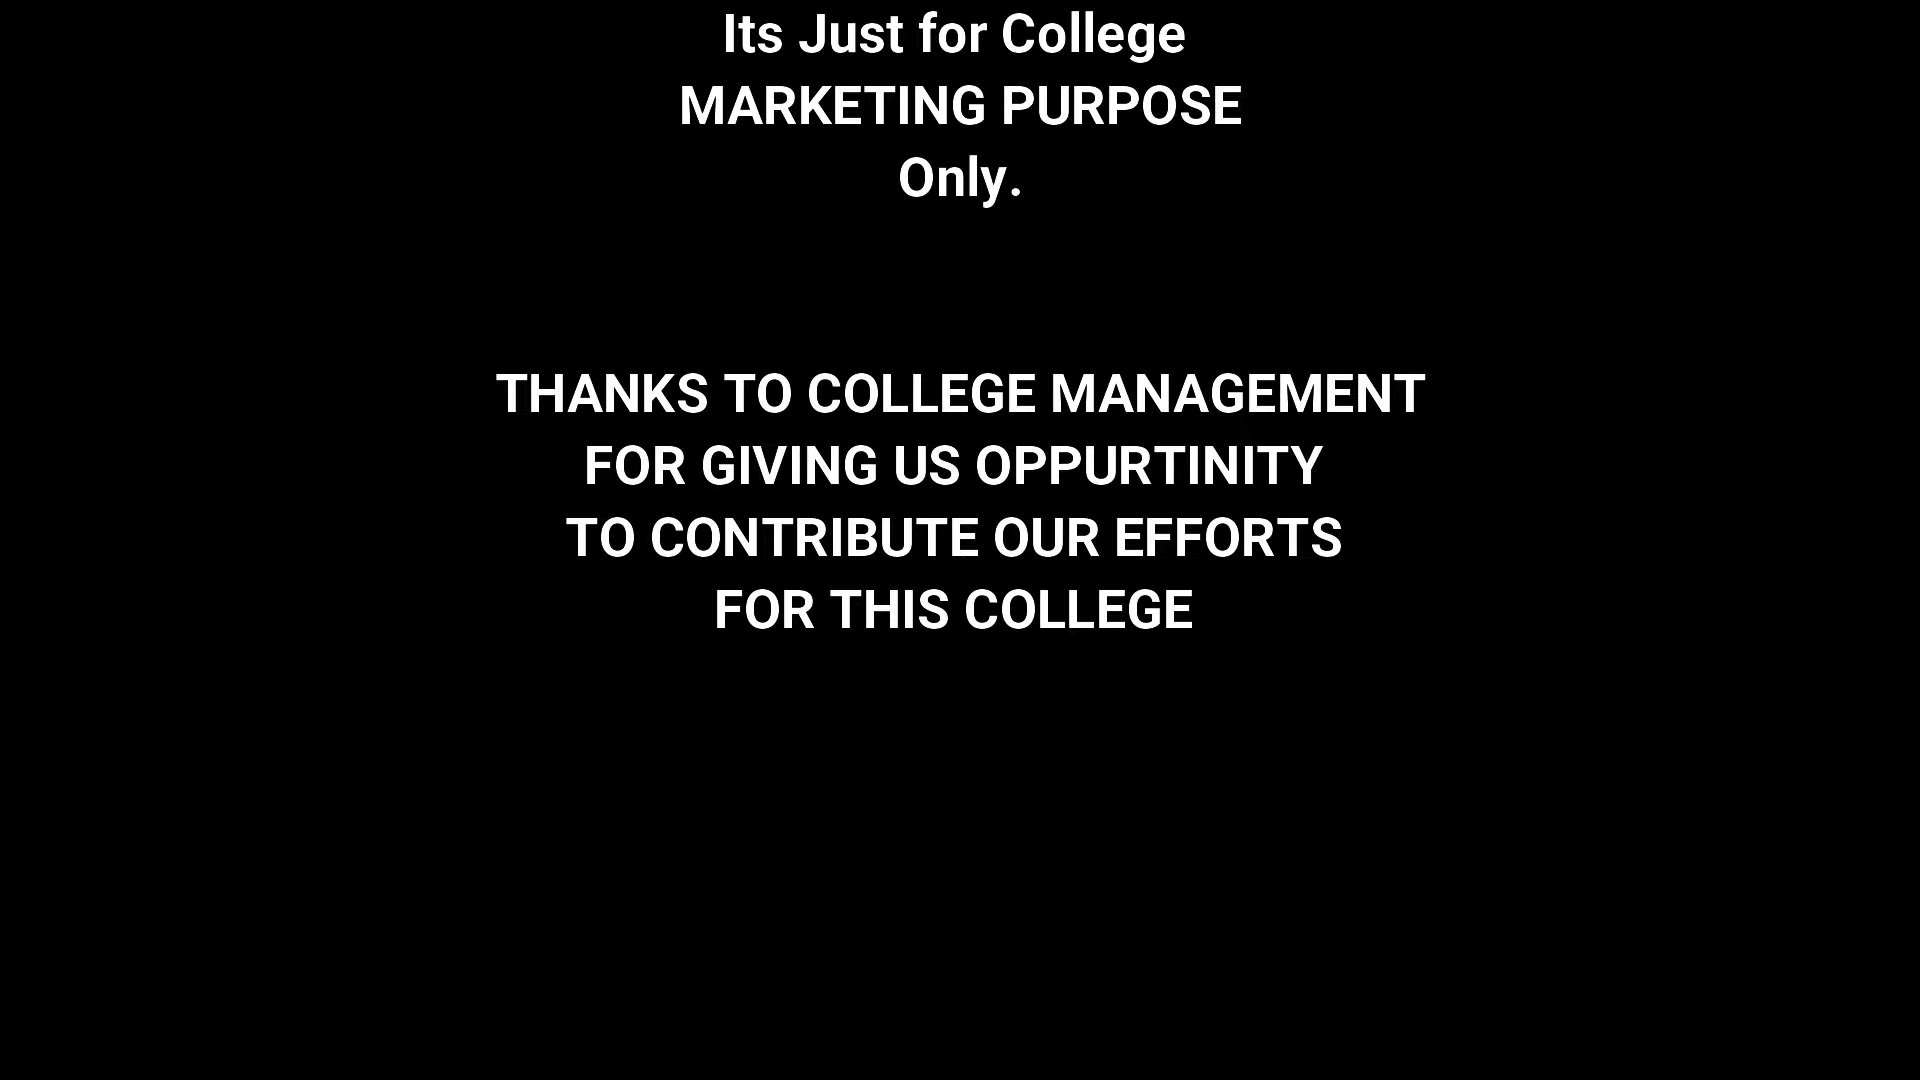 Its Just for College
MARKETING PURPOSE
Only.
THANKS TO COLLEGE MANAGEMENT
FOR GIVING US OPPURTINITY
TO CONTRIBUTE OUR EFFORTS
FOR THIS COLLEGE